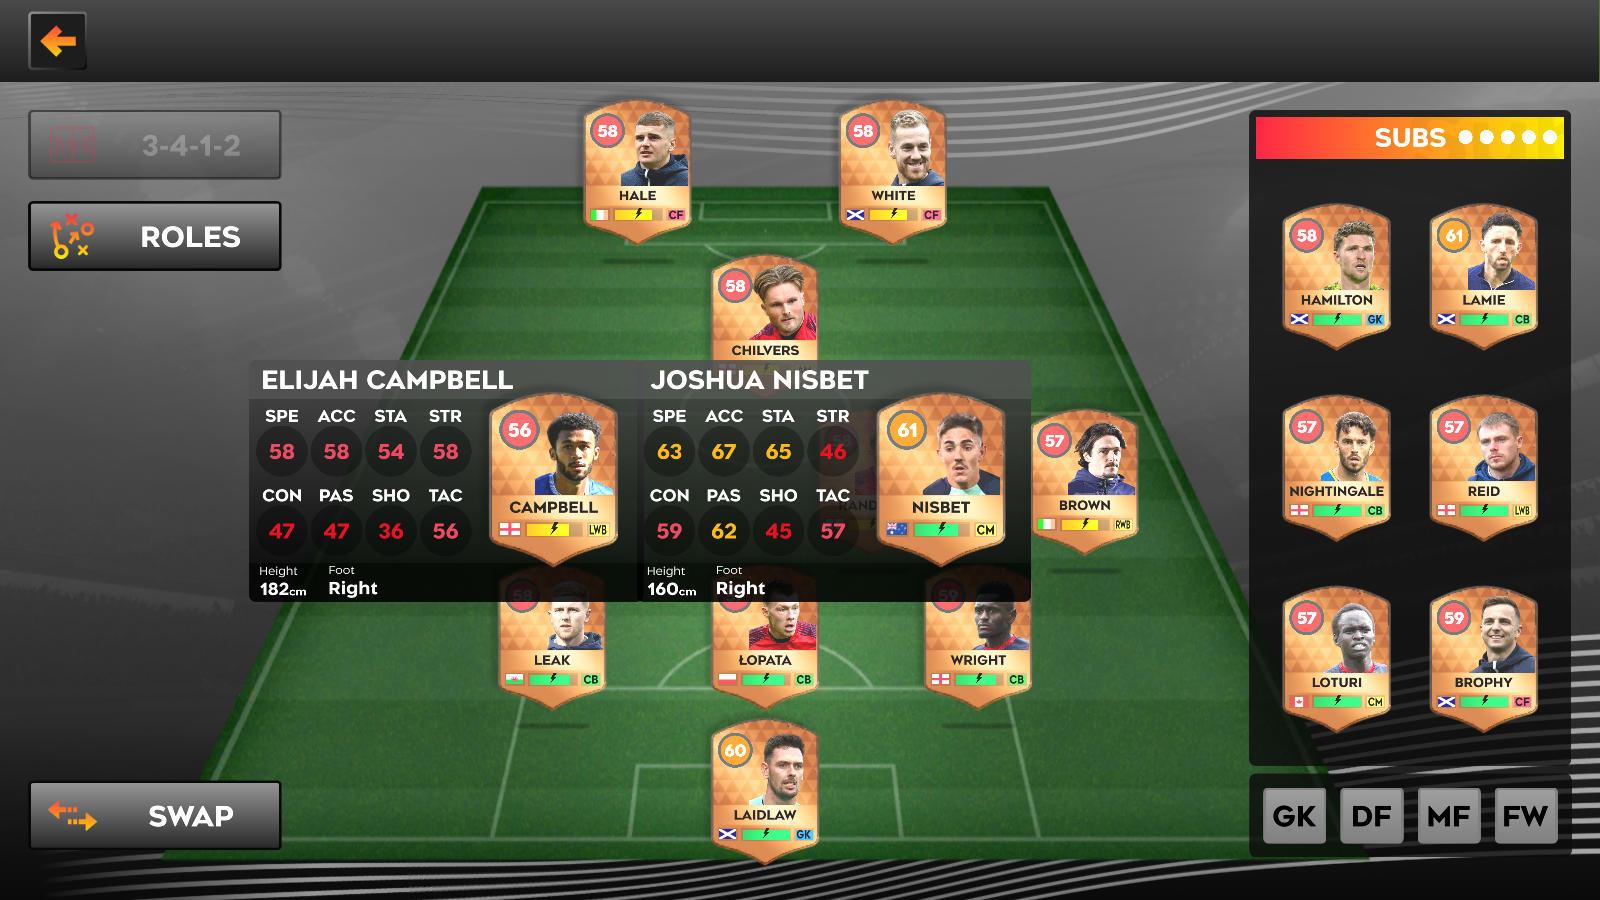 3-4-1-2
ROLES
58
HALE
CF
58
WHITE
CF
58
CHILVERS
SUBS
58
HAMILTON
GK
61
LAMIE
CB
57
NIGHTINGALE
CB
57
REID
LWB
57
LOTURI
CM
59
BROPHY
CF
ELIJAH CAMPBELL
SPE ACC STA STR
58 58 54 58
CON PAS SHO TAC
47 47 36 56
Height Foot
182cm Right
56
CAMPBELL
LWB
JOSHUA NISBET
SPE ACC STA STR
63 67 65 46
CON PAS SHO TAC
59 62 45 57
Height Foot
160cm Right
61
NISBET
CM
57
BROWN
RWB
58
LEAK
CB
ŁOPATA
CB
59
WRIGHT
CB
60
LAIDLAW
GK
SWAP
GK DF MF FW